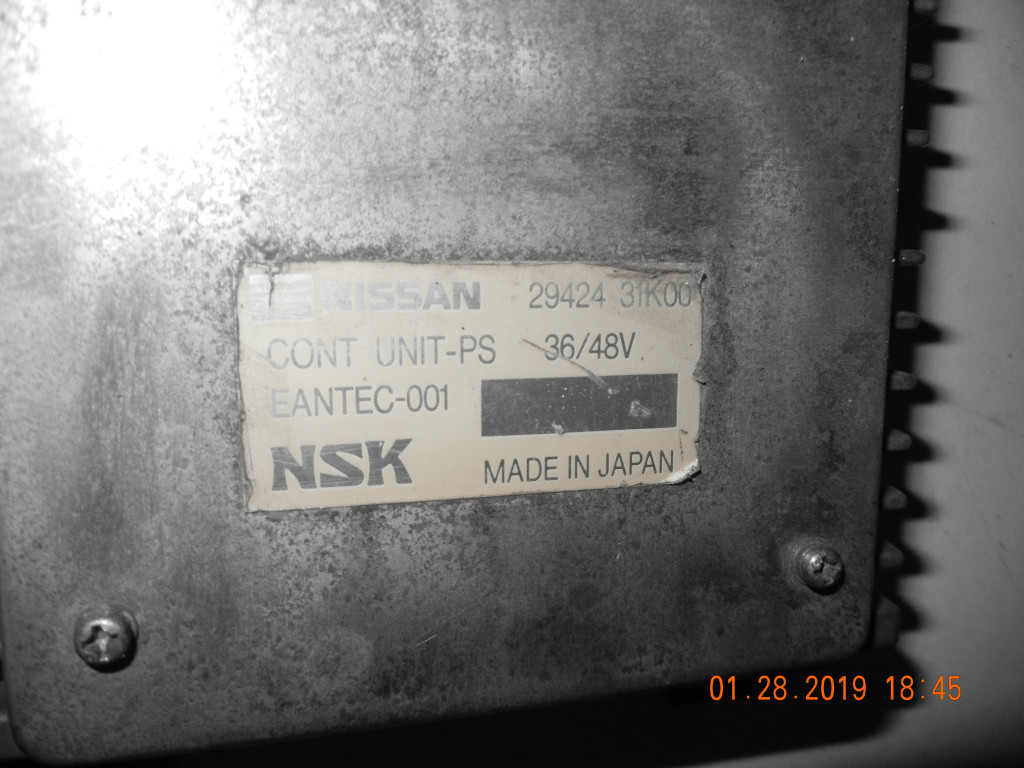 NISSAN 29424 31K00
CONT UNIT-PS 36/48V
EANTEC-001
NSK MADE IN JAPAN
01.28.2019 18:45